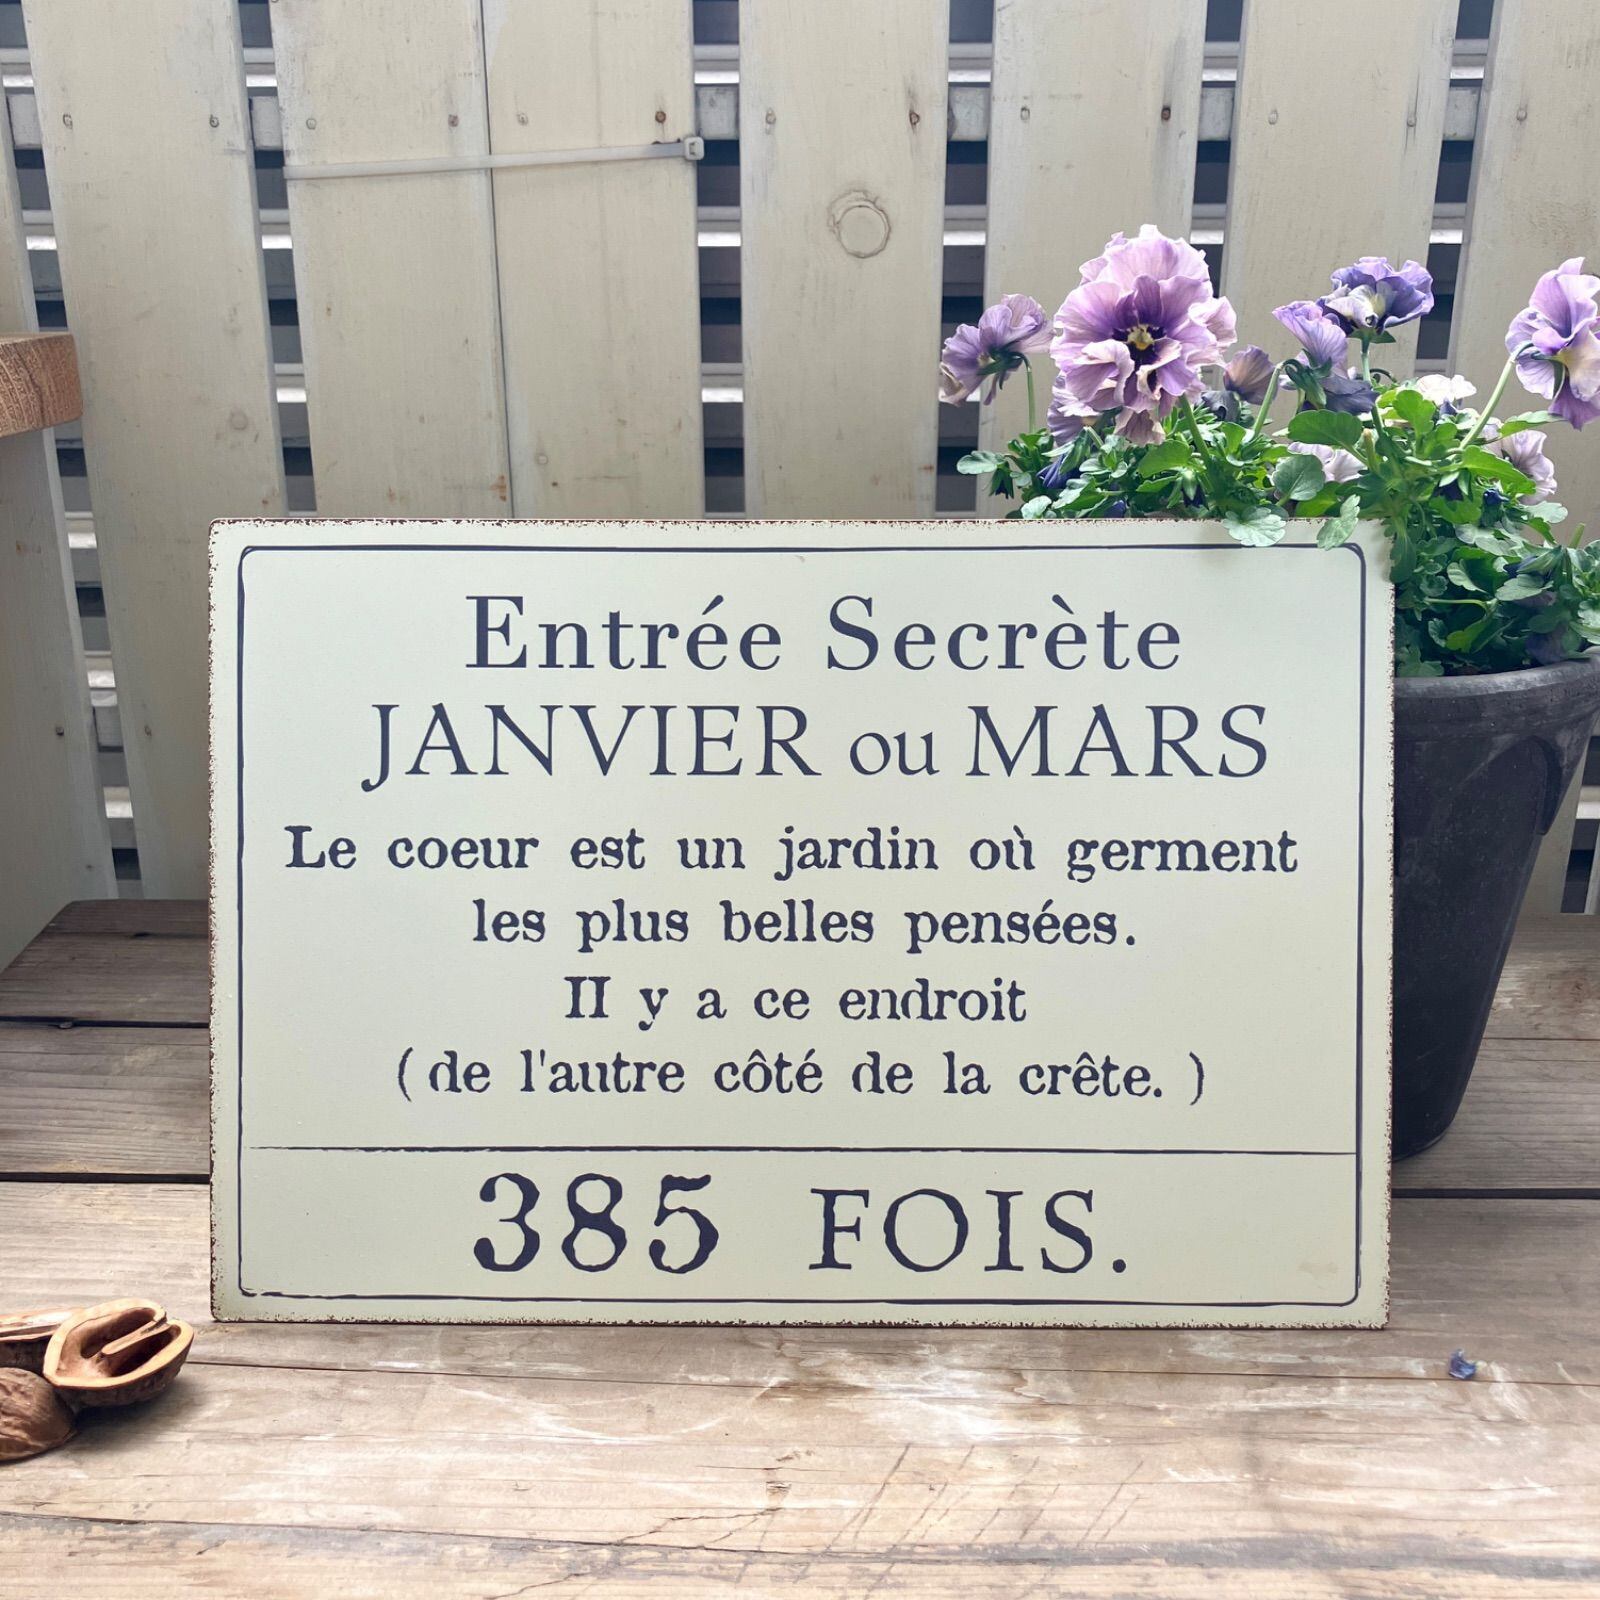 Entrée Secrète
JANVIER ou MARS
Le coeur est un jardin où germent
les plus belles pensées.
Il y a ce endroit
( de l'autre côté de la crête. )
385 FOIS.